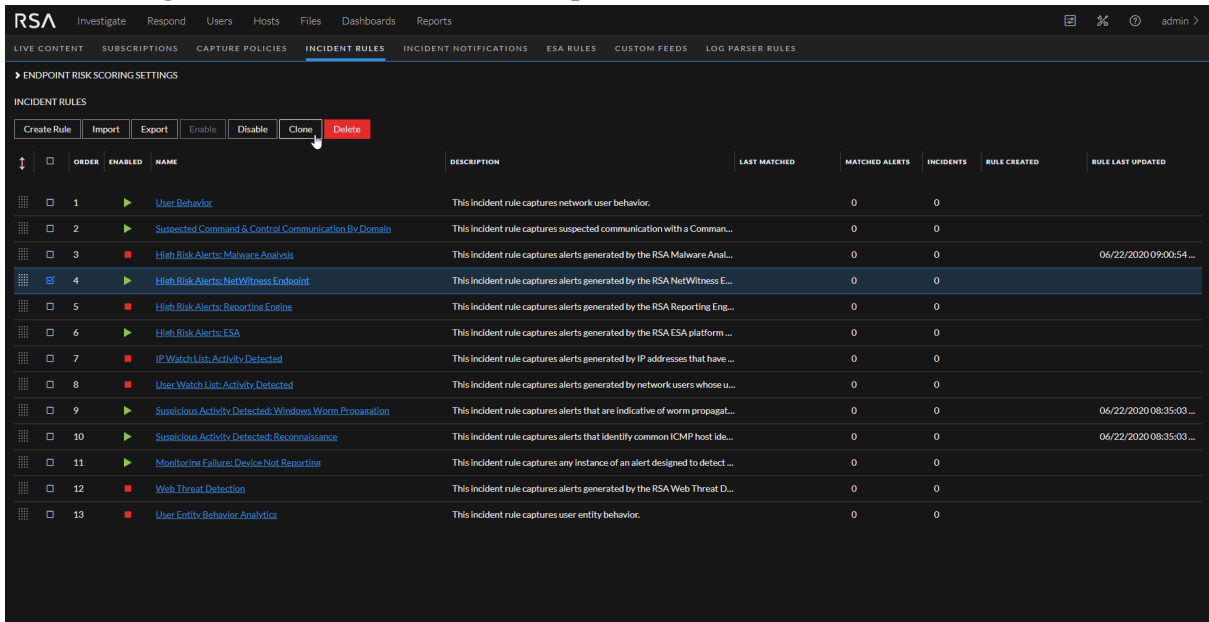 RSA Investigate Respond Users Hosts Files Dashboards Reports admin >
LIVE CONTENT SUBSCRIPTIONS CAPTURE POLICIES INCIDENT RULES INCIDENT NOTIFICATIONS ESA RULES CUSTOM FEEDS LOG PARSER RULES
ENDPOINT RISK SCORING SETTINGS
INCIDENT RULES
Create Rule Import Export Enable Disable Clone Delete
ORDER ENABLED NAME DESCRIPTION LAST MATCHED MATCHED ALERTS INCIDENTS RULE CREATED RULE LAST UPDATED
1 User Behavior This incident rule captures network user behavior. 0 0
2 Suspected Command & Control Communication By Domain This incident rule captures suspected communication with a Comman... 0 0
3 High Risk Alerts: Malware Analysis This incident rule captures alerts generated by the RSA Malware Anal... 0 0 06/22/2020 09:00:54 ...
4 High Risk Alerts: NetWitness Endpoint This incident rule captures alerts generated by the RSA NetWitness E... 0 0
5 High Risk Alerts: Reporting Engine This incident rule captures alerts generated by the RSA Reporting Eng... 0 0
6 High Risk Alerts: ESA This incident rule captures alerts generated by the RSA ESA platform ... 0 0
7 IP Watch List: Activity Detected This incident rule captures alerts generated by IP addresses that have ... 0 0
8 User Watch List: Activity Detected This incident rule captures alerts generated by network users whose u... 0 0
9 Suspicious Activity Detected: Windows Worm Propagation This incident rule captures alerts that are indicative of worm propagat... 0 0 06/22/2020 08:35:03 ...
10 Suspicious Activity Detected: Reconnaissance This incident rule captures alerts that identify common ICMP host ide... 0 0 06/22/2020 08:35:03 ...
11 Monitoring Failure: Device Not Reporting This incident rule captures any instance of an alert designed to detect ... 0 0
12 Web Threat Detection This incident rule captures alerts generated by the RSA Web Threat D... 0 0
13 User Entity Behavior Analytics This incident rule captures user entity behavior. 0 0